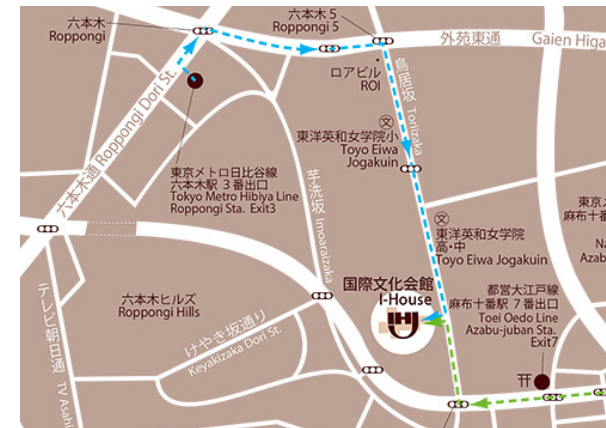 六本木
Roppongi
六本木 5
Roppongi 5
外苑東通 Gaien Higa
ロアビル
ROI
鳥居坂 Toriizaka
六本木通 Roppongi Dori St.
文
東洋英和女学院小
Toyo Eiwa
Jogakuin
東京メトロ日比谷線
六本木駅 3番出口
Tokyo Metro Hibiya Line
Roppongi Sta. Exit3
芋洗坂 Imoaraizaka
東京メ
麻布十番駅
Na
Azab
文
東洋英和女学院
高・中
Toyo Eiwa Jogakuin
国際文化会館
I-House
六本木ヒルズ
Roppongi Hills
都営大江戸線
麻布十番駅 7番出口
Toei Oedo Line
Azabu-juban Sta.
Exit7
けやき坂通り
Keyakizaka Dori St.
テレビ朝日通 TV Asahi